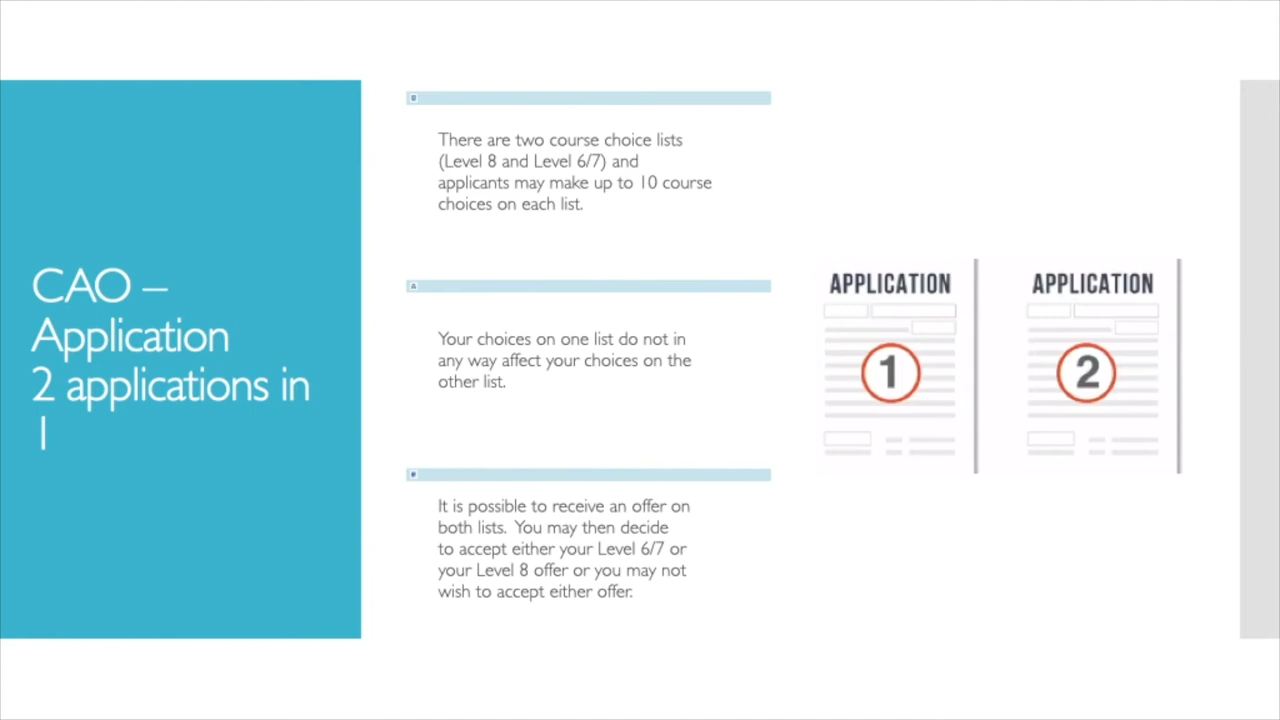 CAO –
Application
2 applications in
1
There are two course choice lists
(Level 8 and Level 6/7) and
applicants may make up to 10 course
choices on each list.
Your choices on one list do not in
any way affect your choices on the
other list.
It is possible to receive an offer on
both lists. You may then decide
to accept either your Level 6/7 or
your Level 8 offer or you may not
wish to accept either offer.
APPLICATION
1
APPLICATION
2